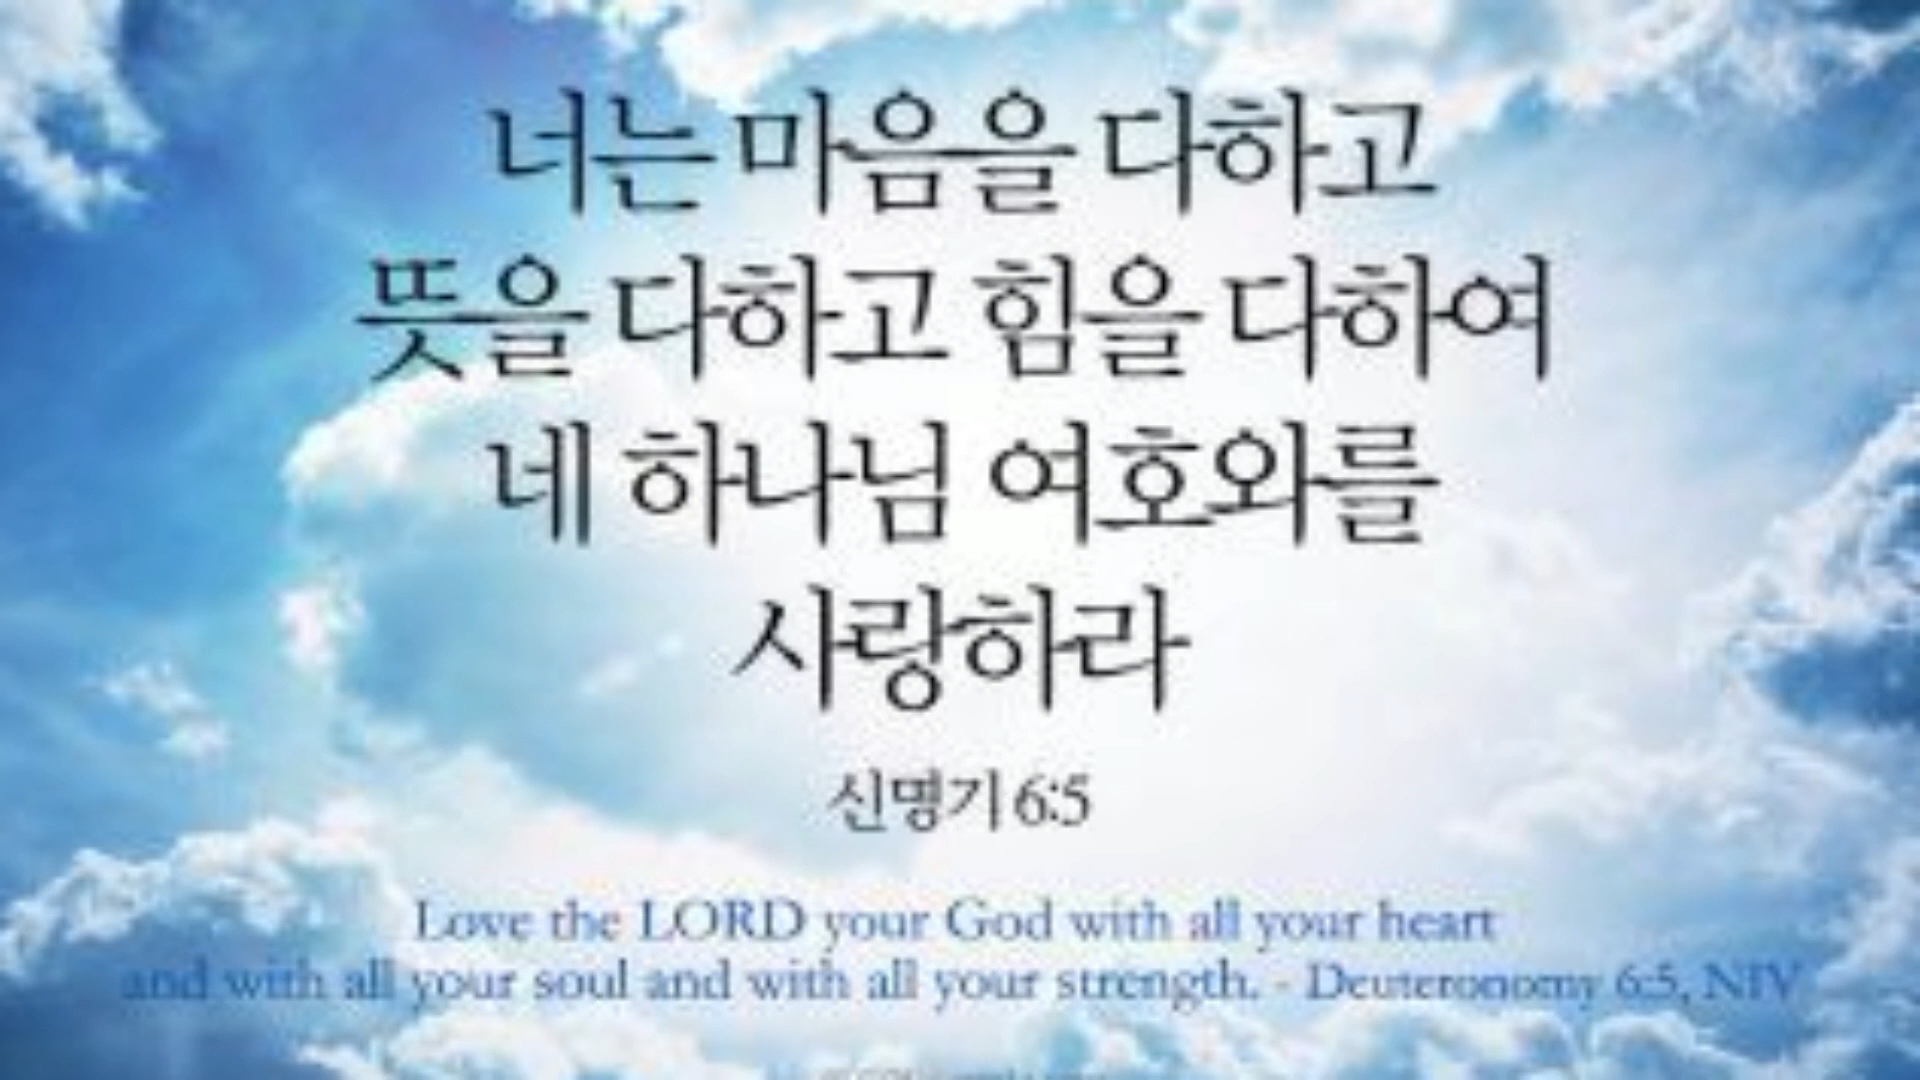 너는 마음을 다하고
뜻을 다하고 힘을 다하여
네 하나님 여호와를
사랑하라
신명기 6:5
Love the LORD your God with all your heart
and with all your soul and with all your strength. - Deuteronomy 6:5, NIV